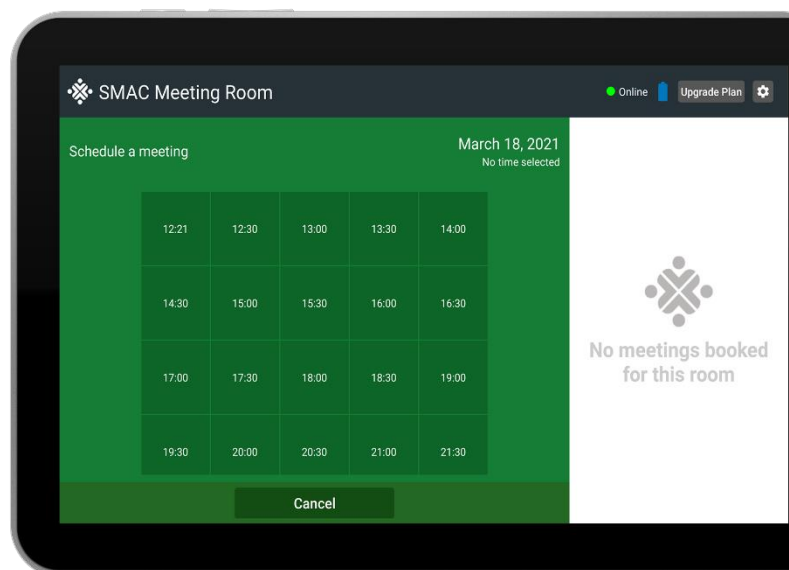 SMAC Meeting Room
Online
Upgrade Plan
Schedule a meeting
March 18, 2021
No time selected
12:21 12:30 13:00 13:30 14:00
14:30 15:00 15:30 16:00 16:30
17:00 17:30 18:00 18:30 19:00
19:30 20:00 20:30 21:00 21:30
Cancel
No meetings booked
for this room